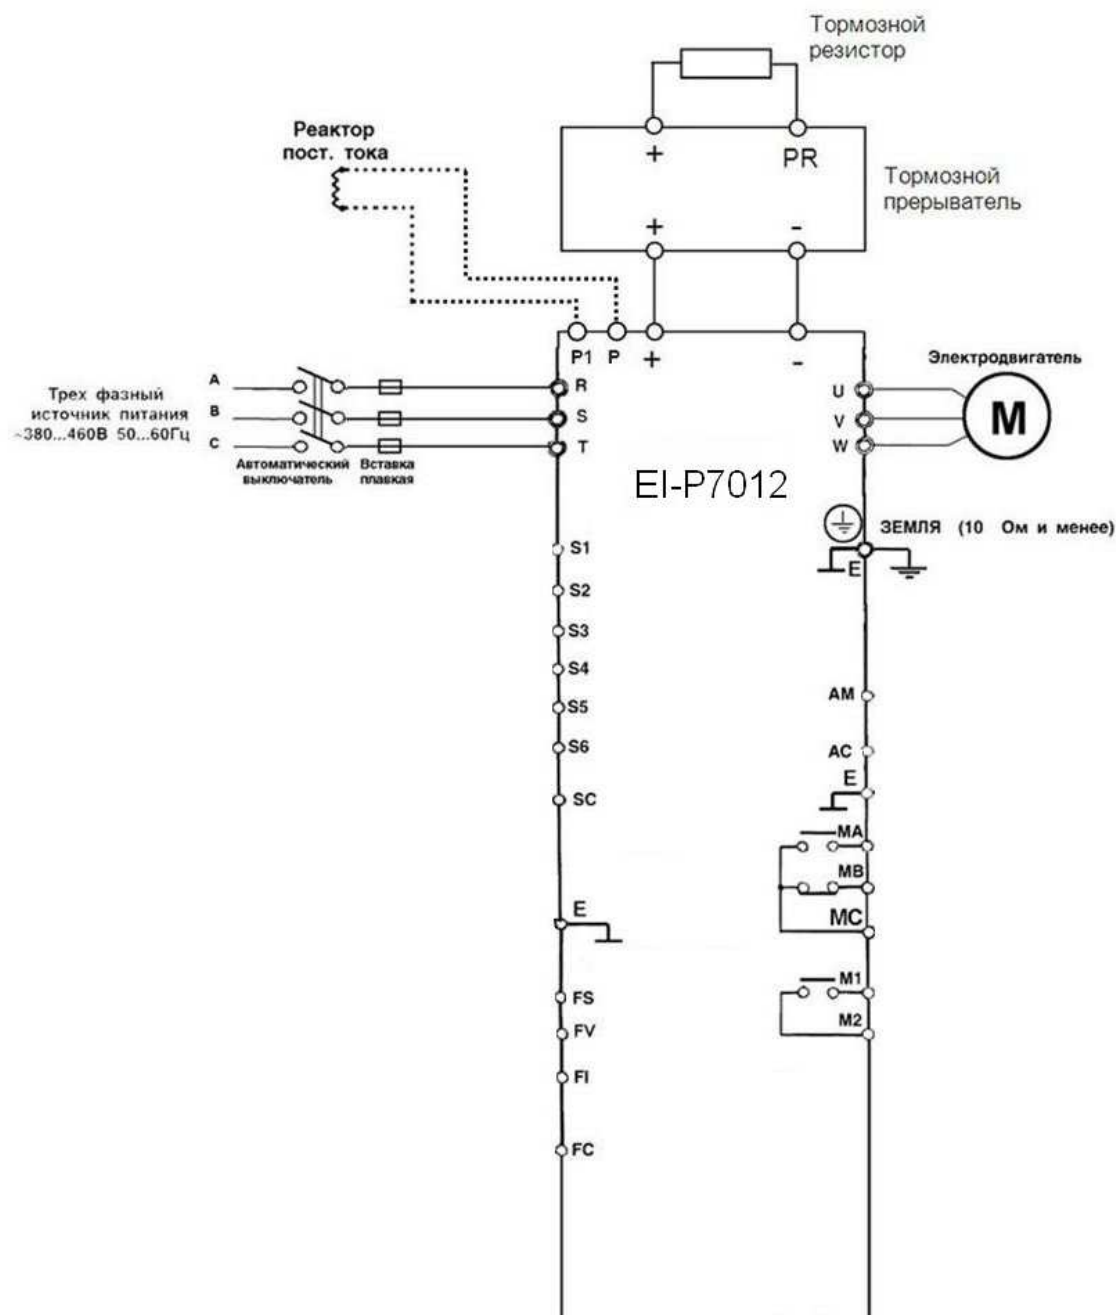 Тормозной
резистор
Реактор
пост. тока
+
PR
Тормозной
прерыватель
+
-
P1
P
+
-
Электродвигатель
Трех фазный
источник питания
~380...460В 50...60Гц
A
B
C
Автоматический
выключатель
Вставка
плавкая
R
S
T
U
V
W
M
EI-P7012
ЗЕМЛЯ (10 Ом и менее)
E
S1
S2
S3
S4
S5
S6
SC
E
FS
FV
FI
FC
AM
AC
E
MA
MB
MC
M1
M2